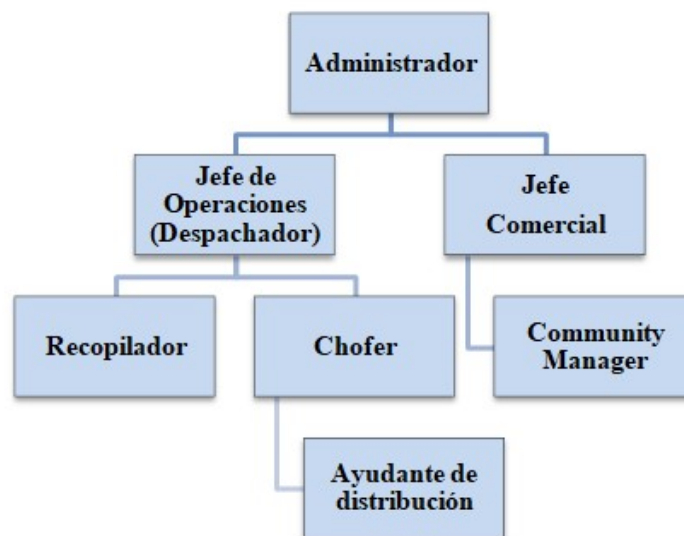 Administrador
Jefe de
Operaciones
(Despachador)
Jefe
Comercial
Recopilador
Chofer
Community
Manager
Ayudante de
distribución